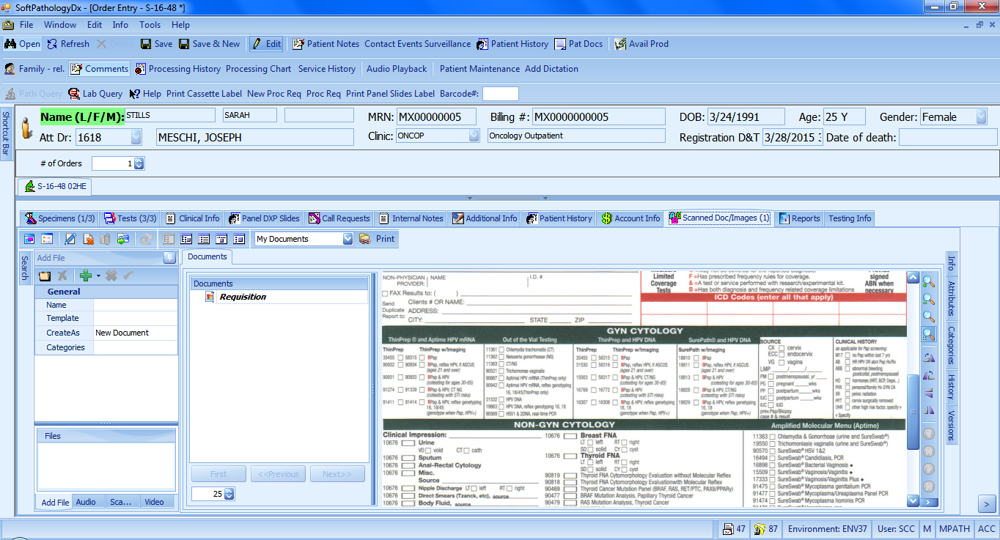 SoftPathologyDx - [Order Entry - S-16-48 *]
File Window Edit Info Tools Help
Open Refresh Delete Save Save & New Edit Patient Notes Contact Events Surveillance Patient History Pat Docs Avail Prod
Family - rel. Comments Processing History Processing Chart Service History Audio Playback Patient Maintenance Add Dictation
Path Query Lab Query Help Print Cassette Label New Proc Req Proc Req Print Panel Slides Label Barcode#:
Shortcut Bar
Name (L/F/M): STILLS SARAH MRN: MX00000005 Billing #: MX0000000005 DOB: 3/24/1991 Age: 25 Y Gender: Female
Att Dr: 1618 MESCHI, JOSEPH Clinic: ONCOP Oncology Outpatient Registration D&T 3/28/2015 Date of death:
# of Orders 1
S-16-48 02HE
Specimens (1/3) Tests (3/3) Clinical Info Panel DXP Slides Call Requests Internal Notes Additional Info Patient History Account Info Scanned Doc/Images (1) Reports Testing Info
My Documents Print
Search
Add File
General
Name
Template
CreateAs New Document
Categories
Files
Add File Audio Sca... Video
Documents
Documents
Requisition
First <<Previous Next>>
25
NON-PHYSICIAN NAME I.D. #
PROVIDER:
FAX Results to: ( )
Send Clients # OR NAME:
Duplicate ADDRESS:
Report to: CITY: STATE ZIP
Limited Coverage Tests
F =Has prescribed frequency rules for coverage.
& =A test or service performed with research/experimental kit.
B =Has both diagnosis and frequency related coverage limitations
signed ABN when necessary
ICD Codes (enter all that apply)
GYN CYTOLOGY
ThinPrep ® and Aptime HPV mRNA Out of the Vial Testing ThinPrep and HPV DNA SurePath® and HPV DNA
ThinPrep ThinPrep w/Imaging
35455 58315 BPap
90932 90934 BPap, reflex HPV, if ASCUS
(ages 21 and over)
90931 90933 BPap & HPV
(cotesting for ages 30-65)
91274 91339 BPap & HPV, CT NG
(cotesting with STI risks)
91411 91414 BPap & HPV, reflex genotyping
16, 18/45
(genotype when Pap, HPV+)
11361 Chlamydia trachomatis (CT)
11362 Neisseria gonorrhoeae (NG)
11363 CT/NG
90521 Trichomonas vaginalis
90887 Aptimal HPV mRNA (ThinPrep only)
90942 Aptimal HPV mRNA, reflex genotyping
16, 18/45(ThinPrep only)
31532 HPV DNA
19863 HPV DNA, reflex genotyping 16, 18
90569 HSV1 & 2DNA, real-time PCR
ThinPrep ThinPrep w/Imaging
35455 58315 BPap
31530 58316 BPap, reflex HPV, if ASCUS
(ages 21 and over)
15003 58317 BPap & HPV, CT/NG
(cotesting for ages 30-65)
16769 16772 BPap & HPV
(cotesting with STI risks)
16307 16308 BPap & HPV, reflex genotyping
16, 18
(genotype when Pap, HPV+)
SurePath w/Imaging
18810 BPap
18811 BPap, reflex HPV, if ASCUS
(ages 21 and over)
18813 BPap & HPV
(cotesting for ages 30-65)
18828 BPap & HPV, CT/NG
(cotesting with STI risks)
18829 BPap & HPV, reflex genotyping
16, 18
(genotype when Pap, HPV+)
SOURCE
CX cervix
ECC endocervix
VG vagina
LMP
PM postmenopausal, yr
PG pregnant wks
PP postpartum wks
IUC IUD
prev.Pap/Biopsy
case # & result
CLINICAL HISTORY
as applicable for Pap screening:
M17 no Pap within last 7 yrs
AB HR HPV OR abnl Pap Hx/Rx
ABB abnormal bleeding
(postcoital, postmenopausal)
HO hormones (HRT, BCP, Depo...)
FHX personal/family Hx GYN CA
XR pelvic radiation
HYT cervix surgically removed
OHR other high risk factor, specify †
† Specify
NON-GYN CYTOLOGY Amplified Molecular Menu (Aptime)
Clinical Impression:
10676 Urine
VD void CT cath
10676 Sputum
10676 Anal-Rectal Cytology
10676 Misc.
Source
10676 Nipple Discharge LT left RT right
10676 Direct Smears (Tzanck, etc), source
10676 Body Fluid, source
10676 Breast FNA
LT left RT right
SD solid CY cyst
10676 Thyroid FNA
LT left RT right
SD solid CY cyst
90819 Thyroid FNA Cytomorphology Evaluation without Molecular Reflex
90818 Thyroid FNA Cytomorphology Evaluationwith Molecular Reflex
90469 Thyroid Cancer Mutation Panel (BRAF, RAS, RET/PTC, PAX8/PPARy)
90477 BRAF Mutation Analysis, Papillary Thyroid Cancer
90479 RAS Mutation Analysis, Thyroid Cancer
11363 Chlamydia & Gonorrhoae (urine and SureSwab®)
19550 Trichomoniasis vaginalis (urine and SureSwab®)
90570 SureSwab® HSV 1&2
16494 SureSwab® Candidiasis, PCR
16898 SureSwab® Bacterial Vaginosis ◆
15509 SureSwab® Vaginosis/Vaginitis ◆
17333 SureSwab® Vaginosis/Vaginitis Plus ◆
91475 SureSwab® Mycoplasma genitalium PCR
91477 SureSwab® Mycoplasma/Ureaplasma Panel PCR
91474 SureSwab® Mycoplasma hominis PCR
Info
Attributes
Categories
History
Versions
>
47 87 Environment: ENV37 User: SCC M MPATH ACC